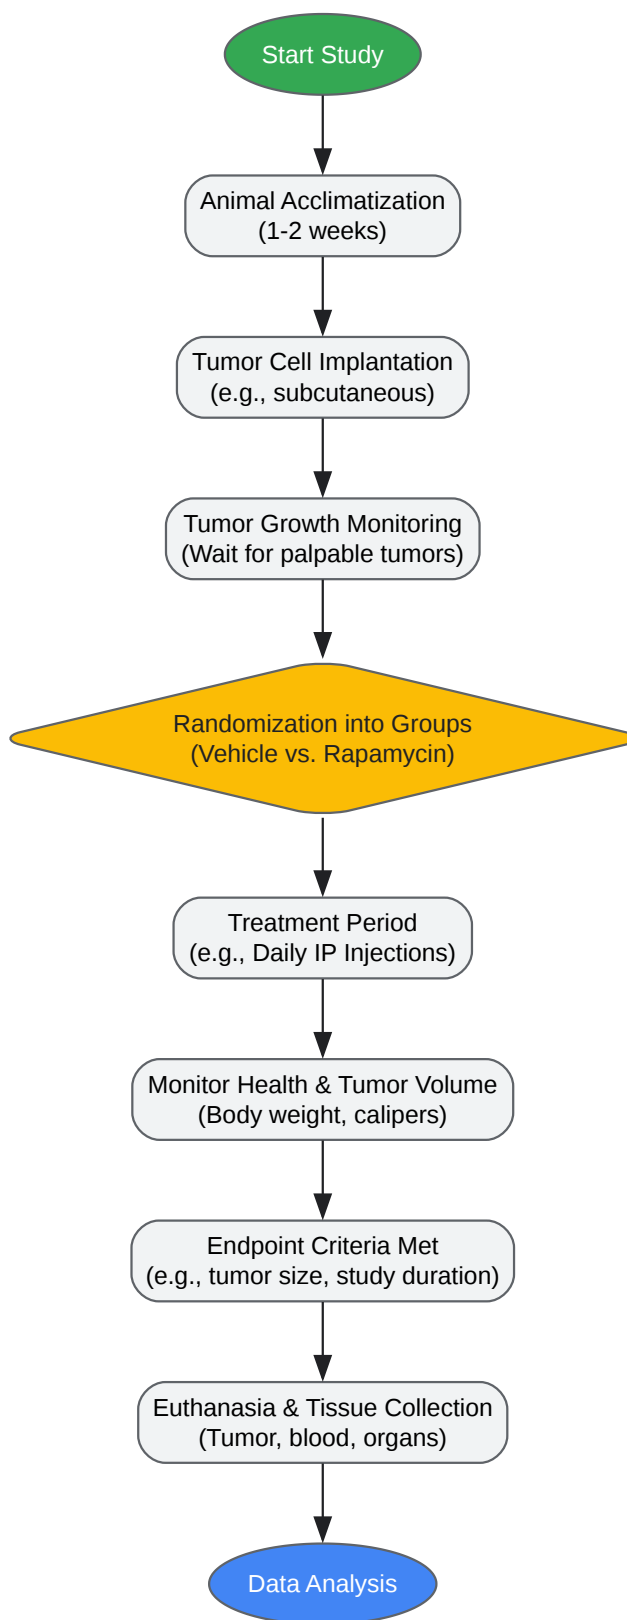 Start Study
Animal Acclimatization
(1-2 weeks)
Tumor Cell Implantation
(e.g., subcutaneous)
Tumor Growth Monitoring
(Wait for palpable tumors)
Randomization into Groups
(Vehicle vs. Rapamycin)
Treatment Period
(e.g., Daily IP Injections)
Monitor Health & Tumor Volume
(Body weight, calipers)
Endpoint Criteria Met
(e.g., tumor size, study duration)
Euthanasia & Tissue Collection
(Tumor, blood, organs)
Data Analysis